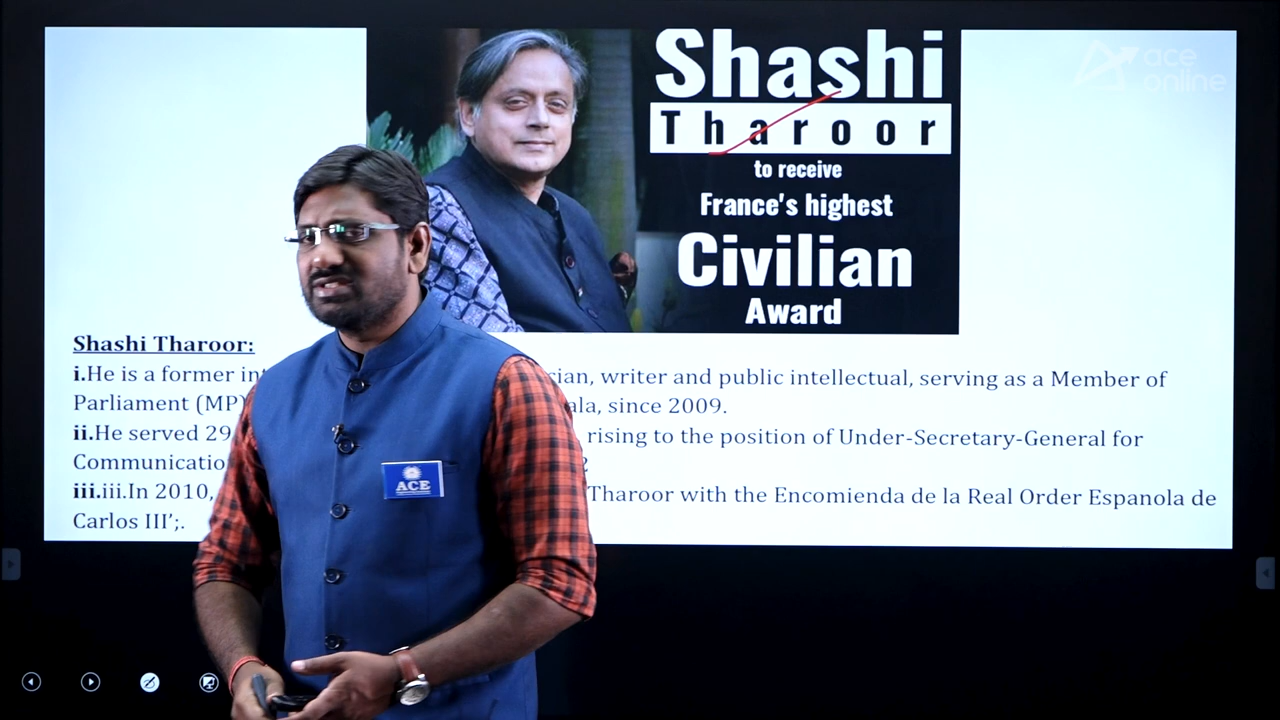 Shashi
Tharoor
to receive
France's highest
Civilian
Award
ace
online
Shashi Tharoor:
i.He is a former cian, writer and public intellectual, serving as a Member of
Parliament (MP) ala, since 2009.
ii.He served 29 rising to the position of Under-Secretary-General for
iii.iii.In 2010, Tharoor with the Encomienda de la Real Order Espanola de
Carlos III';.
ACE